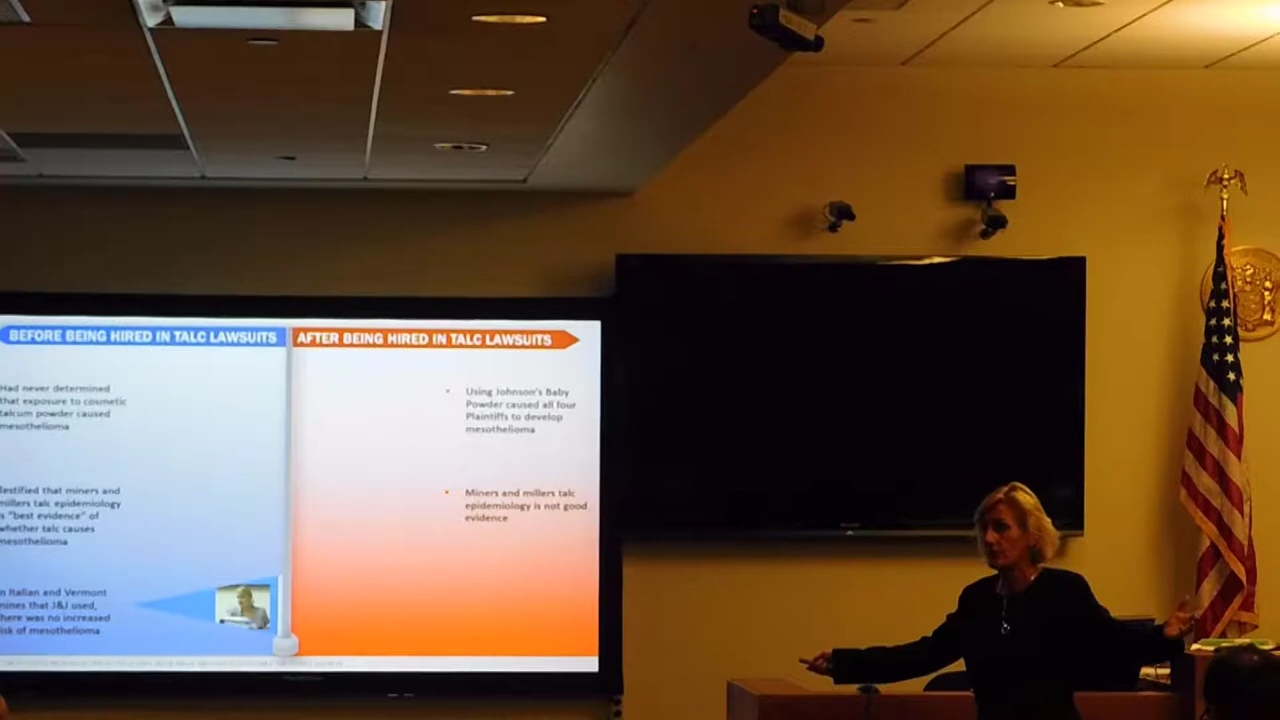 BEFORE BEING HIRED IN TALC LAWSUITS
Had never determined
that exposure to cosmetic
talcum powder caused
mesothelioma
Testified that miners and
millers talc epidemiology
is "best evidence" of
whether talc causes
mesothelioma
In Italian and Vermont
mines that J&J used,
there was no increased
risk of mesothelioma
AFTER BEING HIRED IN TALC LAWSUITS
• Using Johnson's Baby
Powder caused all four
Plaintiffs to develop
mesothelioma
• Miners and millers talc
epidemiology is not good
evidence